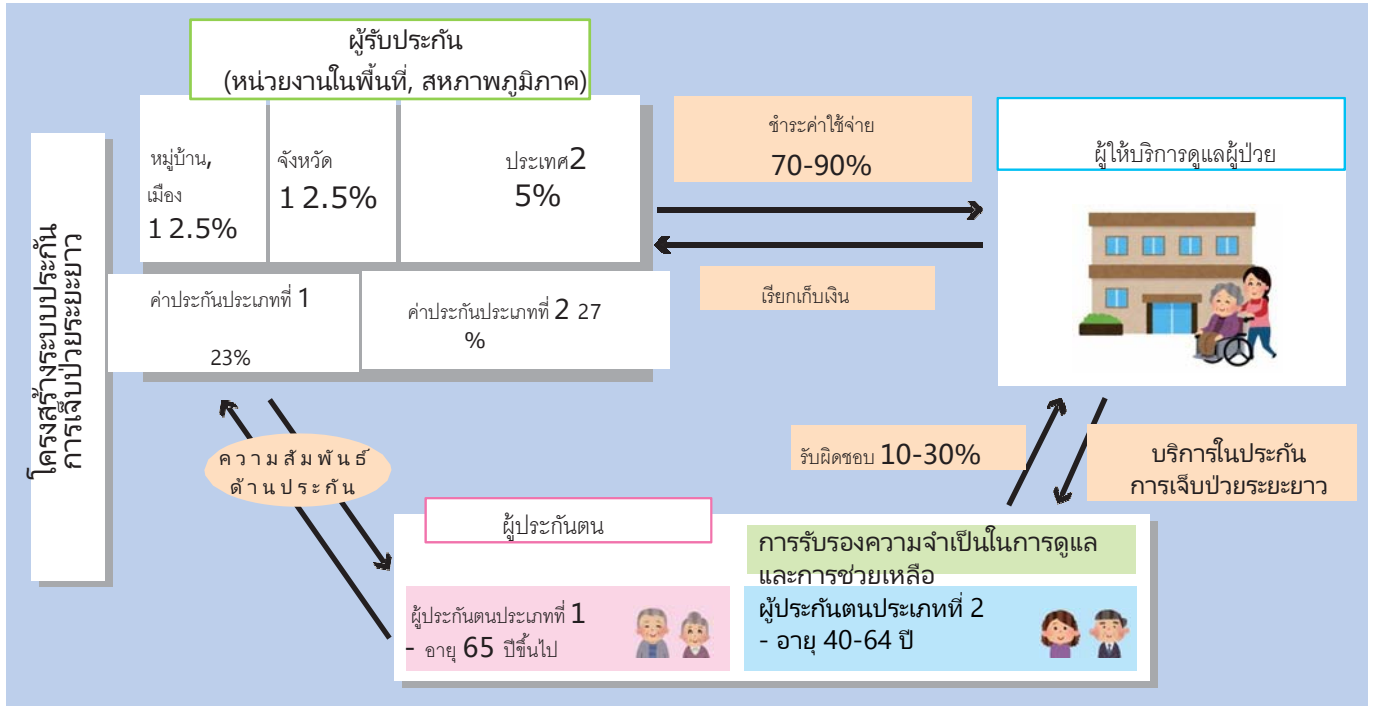 โครงสร้างระบบประกัน
การเจ็บป่วยระยะยาว
ผู้รับประกัน
(หน่วยงานในพื้นที่, สหภาพภูมิภาค)
หมู่บ้าน,
เมือง
1 2.5%
จังหวัด
1 2.5%
ประเทศ2
5%
ค่าประกันประเภทที่ 1
23%
ค่าประกันประเภทที่ 2 27
%
ชำระค่าใช้จ่าย
70-90%
เรียกเก็บเงิน
ผู้ให้บริการดูแลผู้ป่วย
ความสัมพันธ์
ด้านประกัน
รับผิดชอบ 10-30%
บริการในประกัน
การเจ็บป่วยระยะยาว
ผู้ประกันตน
การรับรองความจำเป็นในการดูแล
และการช่วยเหลือ
ผู้ประกันตนประเภทที่ 1
- อายุ 65 ปีขึ้นไป
ผู้ประกันตนประเภทที่ 2
- อายุ 40-64 ปี